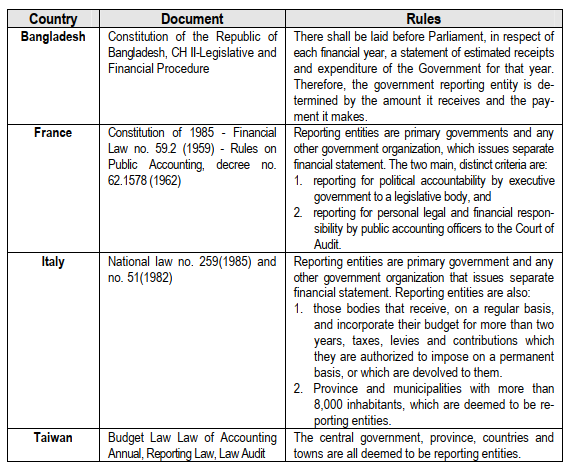 Country Document Rules
Bangladesh Constitution of the Republic of There shall be laid before Parliament, in respect of
Bangladesh, CH II-Legislative and each financial year, a statement of estimated receipts
Financial Procedure and expenditure of the Government for that year.
Therefore, the government reporting entity is de-
termined by the amount it receives and the pay-
ment it makes.
France Constitution of 1985 - Financial Reporting entities are primary governments and any
Law no. 59.2 (1959) - Rules on other government organization, which issues separate
Public Accounting, decree no. financial statement. The two main, distinct criteria are:
62.1578 (1962) 1. reporting for political accountability by executive
government to a legislative body, and
2. reporting for personal legal and financial respon-
sibility by public accounting officers to the Court of
Audit.
Italy National law no. 259(1985) and Reporting entities are primary government and any
no. 51(1982) other government organization that issues separate
financial statement. Reporting entities are also:
1. those bodies that receive, on a regular basis,
and incorporate their budget for more than two
years, taxes, levies and contributions which
they are authorized to impose on a permanent
basis, or which are devolved to them.
2. Province and municipalities with more than
8,000 inhabitants, which are deemed to be re-
porting entities.
Taiwan Budget Law Law of Accounting The central government, province, countries and
Annual, Reporting Law, Law Audit towns are all deemed to be reporting entities.